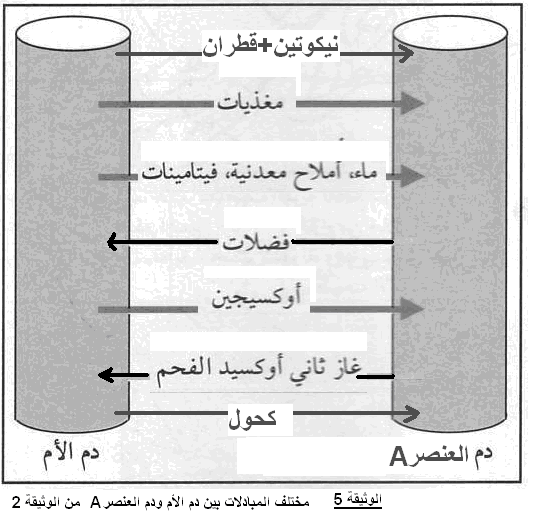 نيكوتين+قطران
مغذيات
ماء، أملاح معدنية، فيتامينات
فضلات
أوكسيجين
غاز ثاني أوكسيد الفحم
كحول
دم العنصرA
دم الأم
الوثيقة 5 مختلف المبادلات بين دم الأم ودم العنصر A من الوثيقة 2